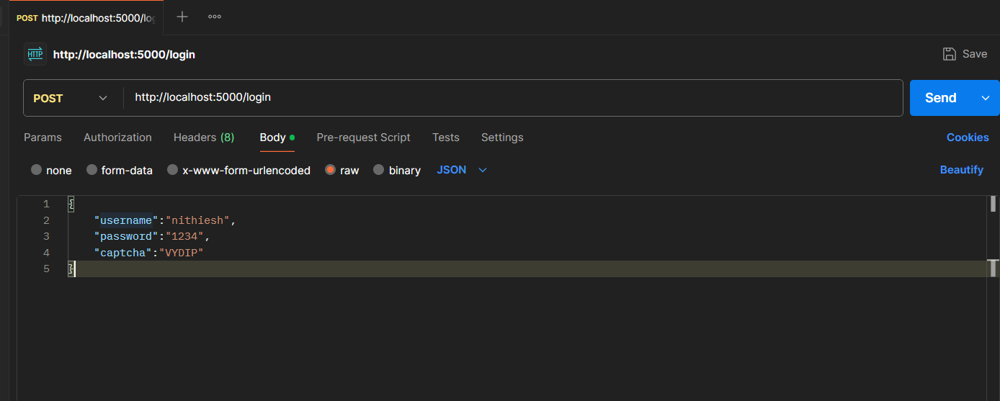 POST http://localhost:5000/log
HTTP http://localhost:5000/login
Save
POST http://localhost:5000/login
Send
Params Authorization Headers (8) Body Pre-request Script Tests Settings Cookies
none form-data x-www-form-urlencoded raw binary JSON Beautify
1 {
2 "username":"nithiesh",
3 "password":"1234",
4 "captcha":"VYDIP"
5 }